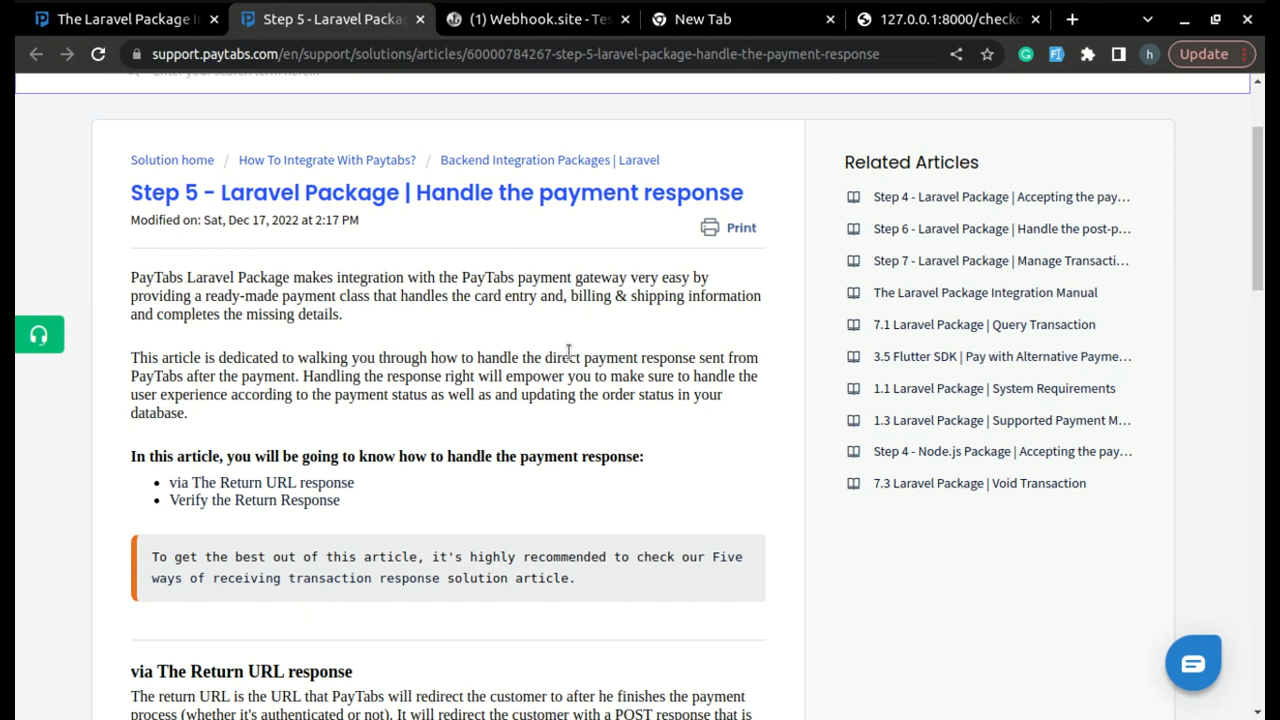 The Laravel Package I
Step 5 - Laravel Packa
(1) Webhook.site - Tes
New Tab
127.0.0.1:8000/checko
support.paytabs.com/en/support/solutions/articles/60000784267-step-5-laravel-package-handle-the-payment-response
h
Update
Enter your search term here...
Solution home / How To Integrate With Paytabs? / Backend Integration Packages | Laravel
Step 5 - Laravel Package | Handle the payment response
Modified on: Sat, Dec 17, 2022 at 2:17 PM
Print
PayTabs Laravel Package makes integration with the PayTabs payment gateway very easy by
providing a ready-made payment class that handles the card entry and, billing & shipping information
and completes the missing details.
This article is dedicated to walking you through how to handle the direct payment response sent from
PayTabs after the payment. Handling the response right will empower you to make sure to handle the
user experience according to the payment status as well as and updating the order status in your
database.
In this article, you will be going to know how to handle the payment response:
• via The Return URL response
• Verify the Return Response
To get the best out of this article, it's highly recommended to check our Five
ways of receiving transaction response solution article.
via The Return URL response
The return URL is the URL that PayTabs will redirect the customer to after he finishes the payment
process (whether it's authenticated or not). It will redirect the customer with a POST response that is
Related Articles
Step 4 - Laravel Package | Accepting the pay...
Step 6 - Laravel Package | Handle the post-p...
Step 7 - Laravel Package | Manage Transacti...
The Laravel Package Integration Manual
7.1 Laravel Package | Query Transaction
3.5 Flutter SDK | Pay with Alternative Payme...
1.1 Laravel Package | System Requirements
1.3 Laravel Package | Supported Payment M...
Step 4 - Node.js Package | Accepting the pay...
7.3 Laravel Package | Void Transaction